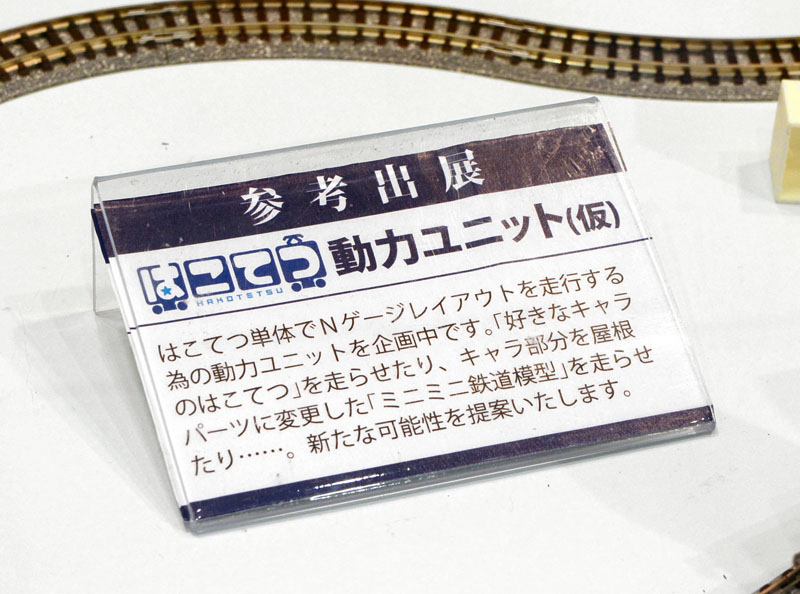 参考出展
はこてつ 動力ユニット(仮)
HAKOTETSU
はこてつ単体でNゲージレイアウトを走行する
為の動力ユニットを企画中です。「好きなキャラ
のはこてつ」を走らせたり、キャラ部分を屋根
パーツに変更した「ミニミニ鉄道模型」を走らせ
たり……。新たな可能性を提案いたします。